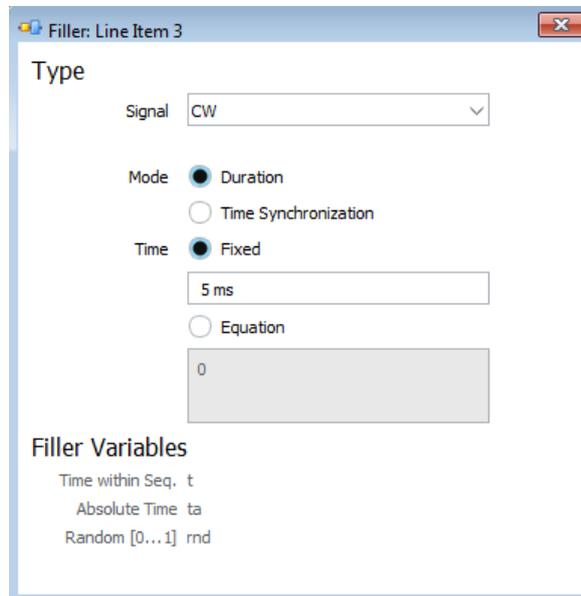 Filler: Line Item 3
Type
Signal CW
Mode Duration
Time Synchronization
Time Fixed
5 ms
Equation
0
Filler Variables
Time within Seq. t
Absolute Time ta
Random [0...1] rnd